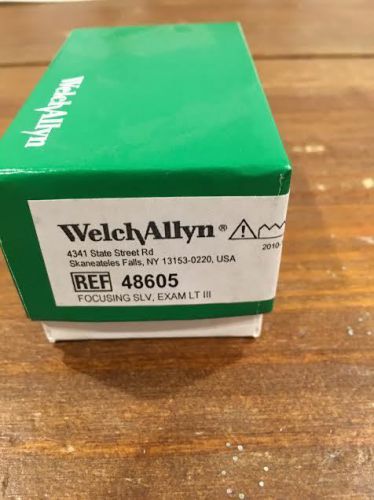 WelchAllyn
WelchAllyn®
4341 State Street Rd
Skaneateles Falls, NY 13153-0220, USA
2010-
REF 48605
FOCUSING SLV, EXAM LT III